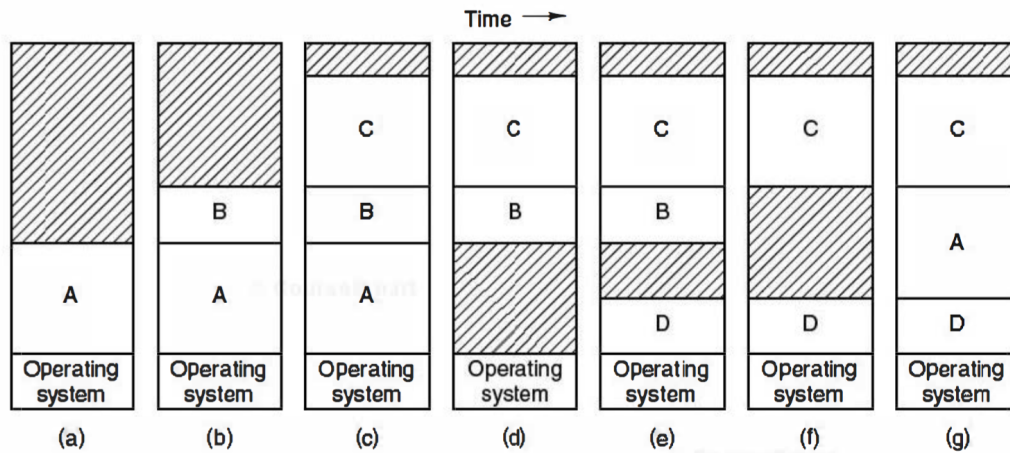 Time
C
C
C
C
C
B
B
B
B
A
A
A
A
D
D
D
Operating system
Operating system
Operating system
Operating system
Operating system
Operating system
Operating system
(a)
(b)
(c)
(d)
(e)
(f)
(g)